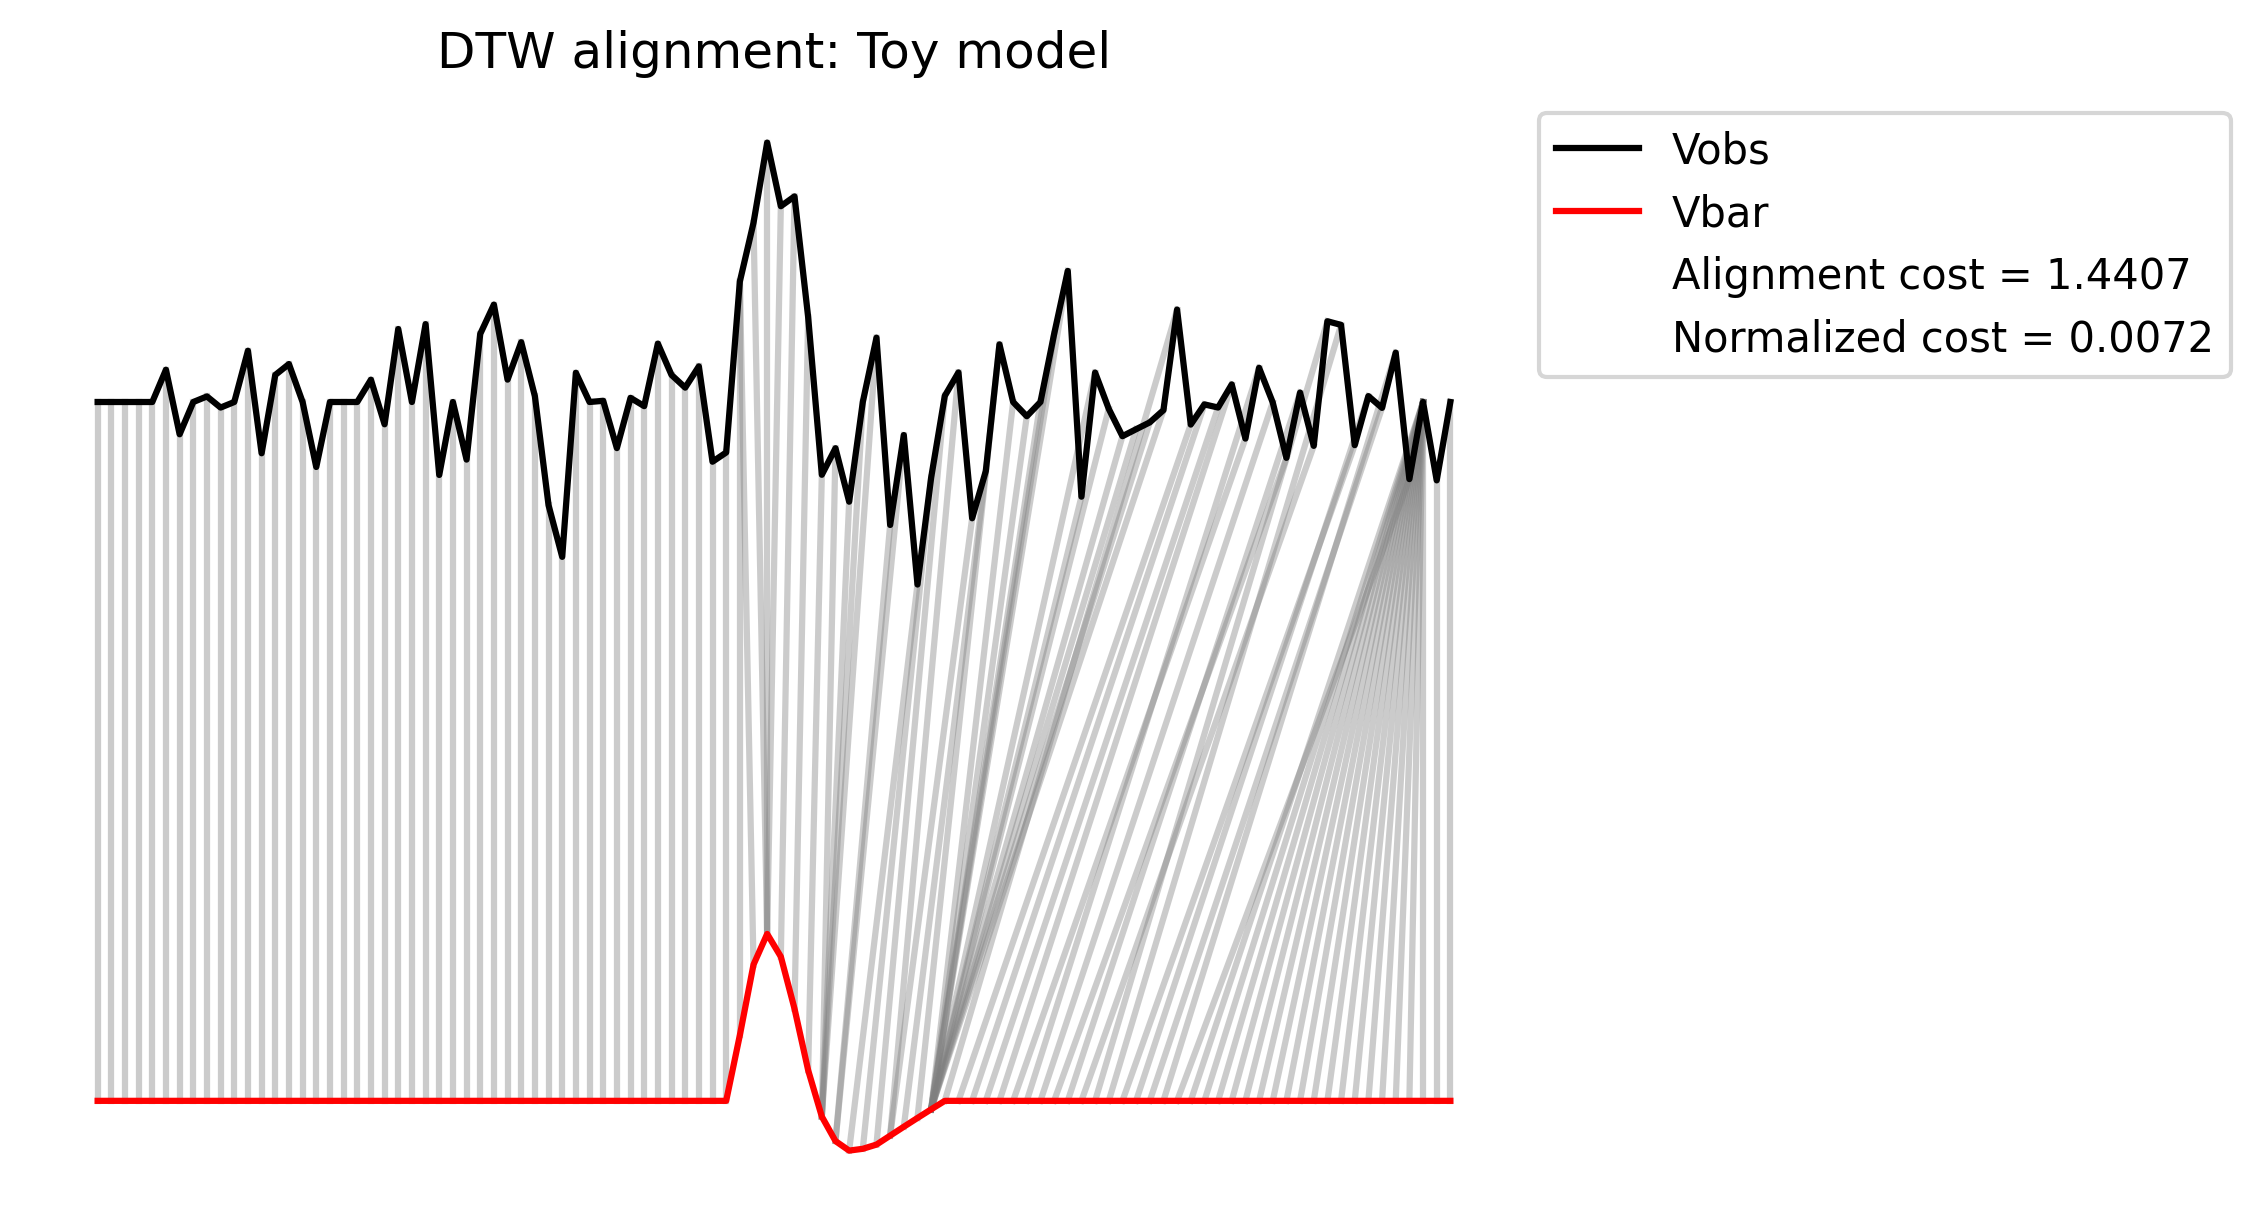 DTW alignment: Toy model
Vobs
Vbar
Alignment cost = 1.4407
Normalized cost = 0.0072